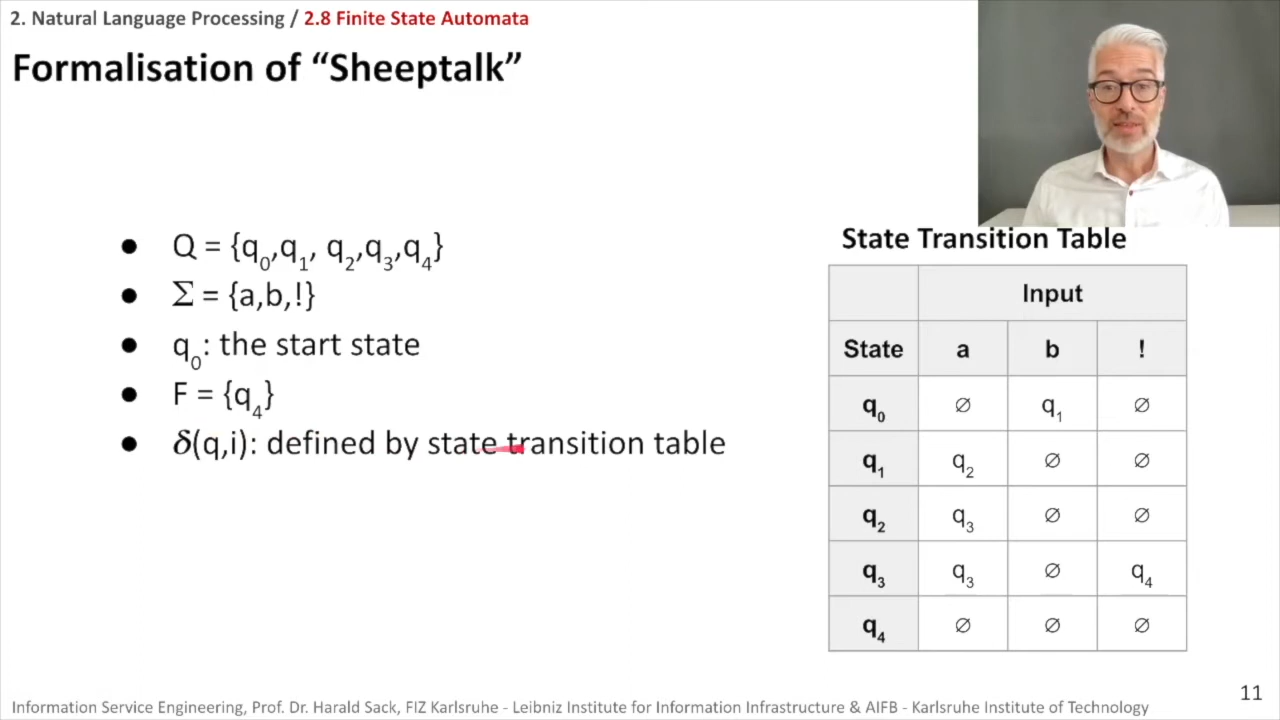 2. Natural Language Processing / 2.8 Finite State Automata
Formalisation of “Sheeptalk”
● Q = {q0,q1, q2,q3,q4}
● Σ = {a,b,!}
● q0: the start state
● F = {q4}
● δ(q,i): defined by state transition table
State Transition Table
Input
State a b !
q0 ∅ q1 ∅
q1 q2 ∅ ∅
q2 q3 ∅ ∅
q3 q3 ∅ q4
q4 ∅ ∅ ∅
11
Information Service Engineering, Prof. Dr. Harald Sack, FIZ Karlsruhe - Leibniz Institute for Information Infrastructure & AIFB - Karlsruhe Institute of Technology